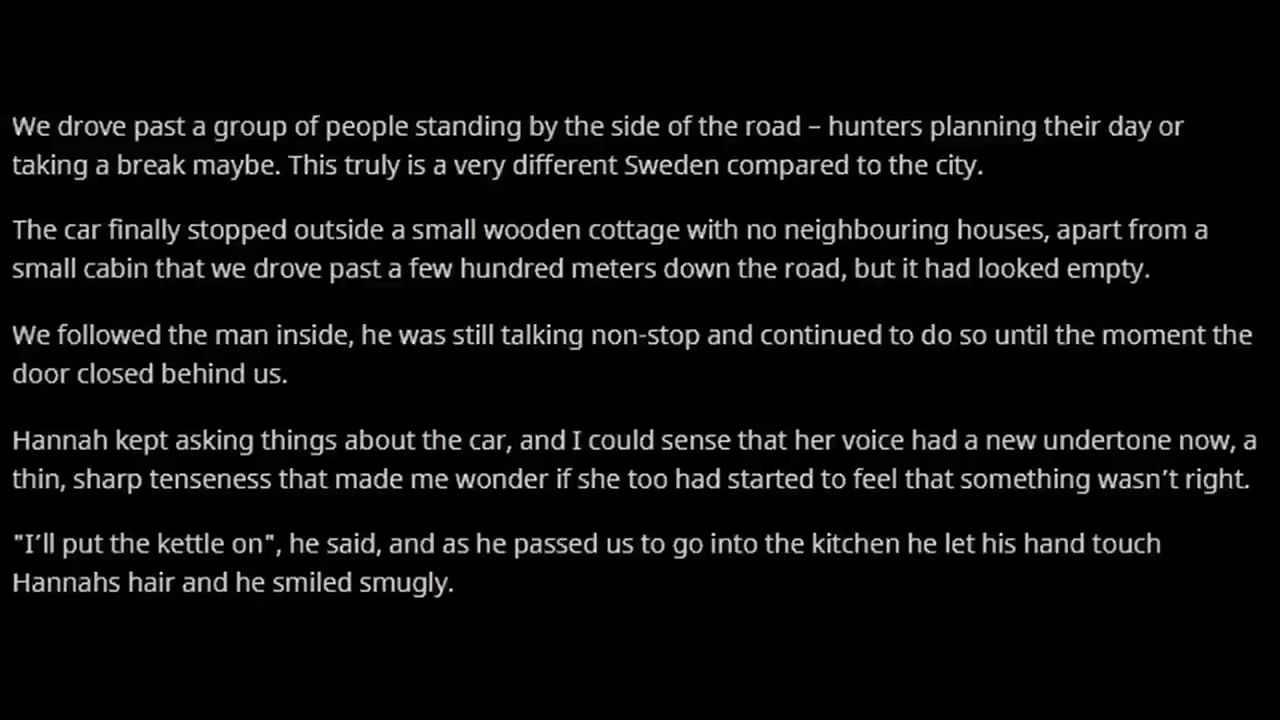 We drove past a group of people standing by the side of the road – hunters planning their day or
taking a break maybe. This truly is a very different Sweden compared to the city.
The car finally stopped outside a small wooden cottage with no neighbouring houses, apart from a
small cabin that we drove past a few hundred meters down the road, but it had looked empty.
We followed the man inside, he was still talking non-stop and continued to do so until the moment the
door closed behind us.
Hannah kept asking things about the car, and I could sense that her voice had a new undertone now, a
thin, sharp tenseness that made me wonder if she too had started to feel that something wasn’t right.
"I’ll put the kettle on", he said, and as he passed us to go into the kitchen he let his hand touch
Hannahs hair and he smiled smugly.